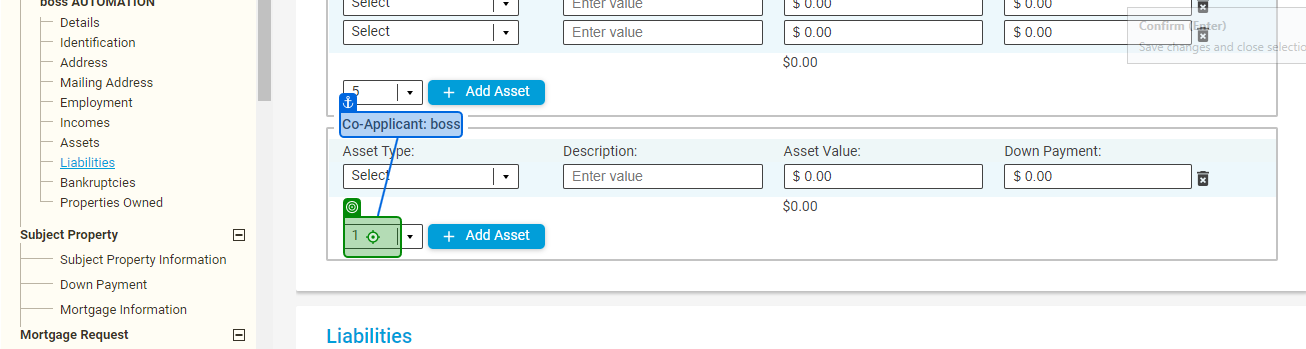 boss AUTOMATION
Details
Identification
Address
Mailing Address
Employment
Incomes
Assets
Liabilities
Bankruptcies
Properties Owned
Subject Property
Subject Property Information
Down Payment
Mortgage Information
Mortgage Request
Select Enter value $ 0.00 $ 0.00
Select Enter value $ 0.00 $ 0.00
Confirm (Enter)
Save changes and close selectio
$0.00
5 + Add Asset
Co-Applicant: boss
Asset Type: Description: Asset Value: Down Payment:
Select Enter value $ 0.00 $ 0.00
$0.00
1 + Add Asset
Liabilities